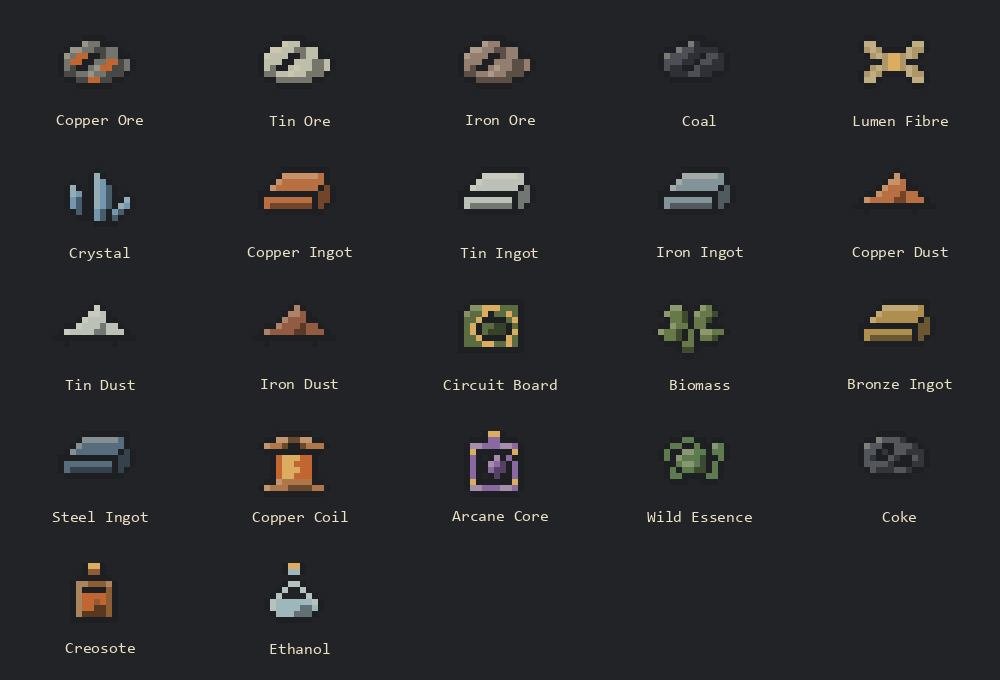 Copper Ore
Tin Ore
Iron Ore
Coal
Lumen Fibre
Crystal
Copper Ingot
Tin Ingot
Iron Ingot
Copper Dust
Tin Dust
Iron Dust
Circuit Board
Biomass
Bronze Ingot
Steel Ingot
Copper Coil
Arcane Core
Wild Essence
Coke
Creosote
Ethanol